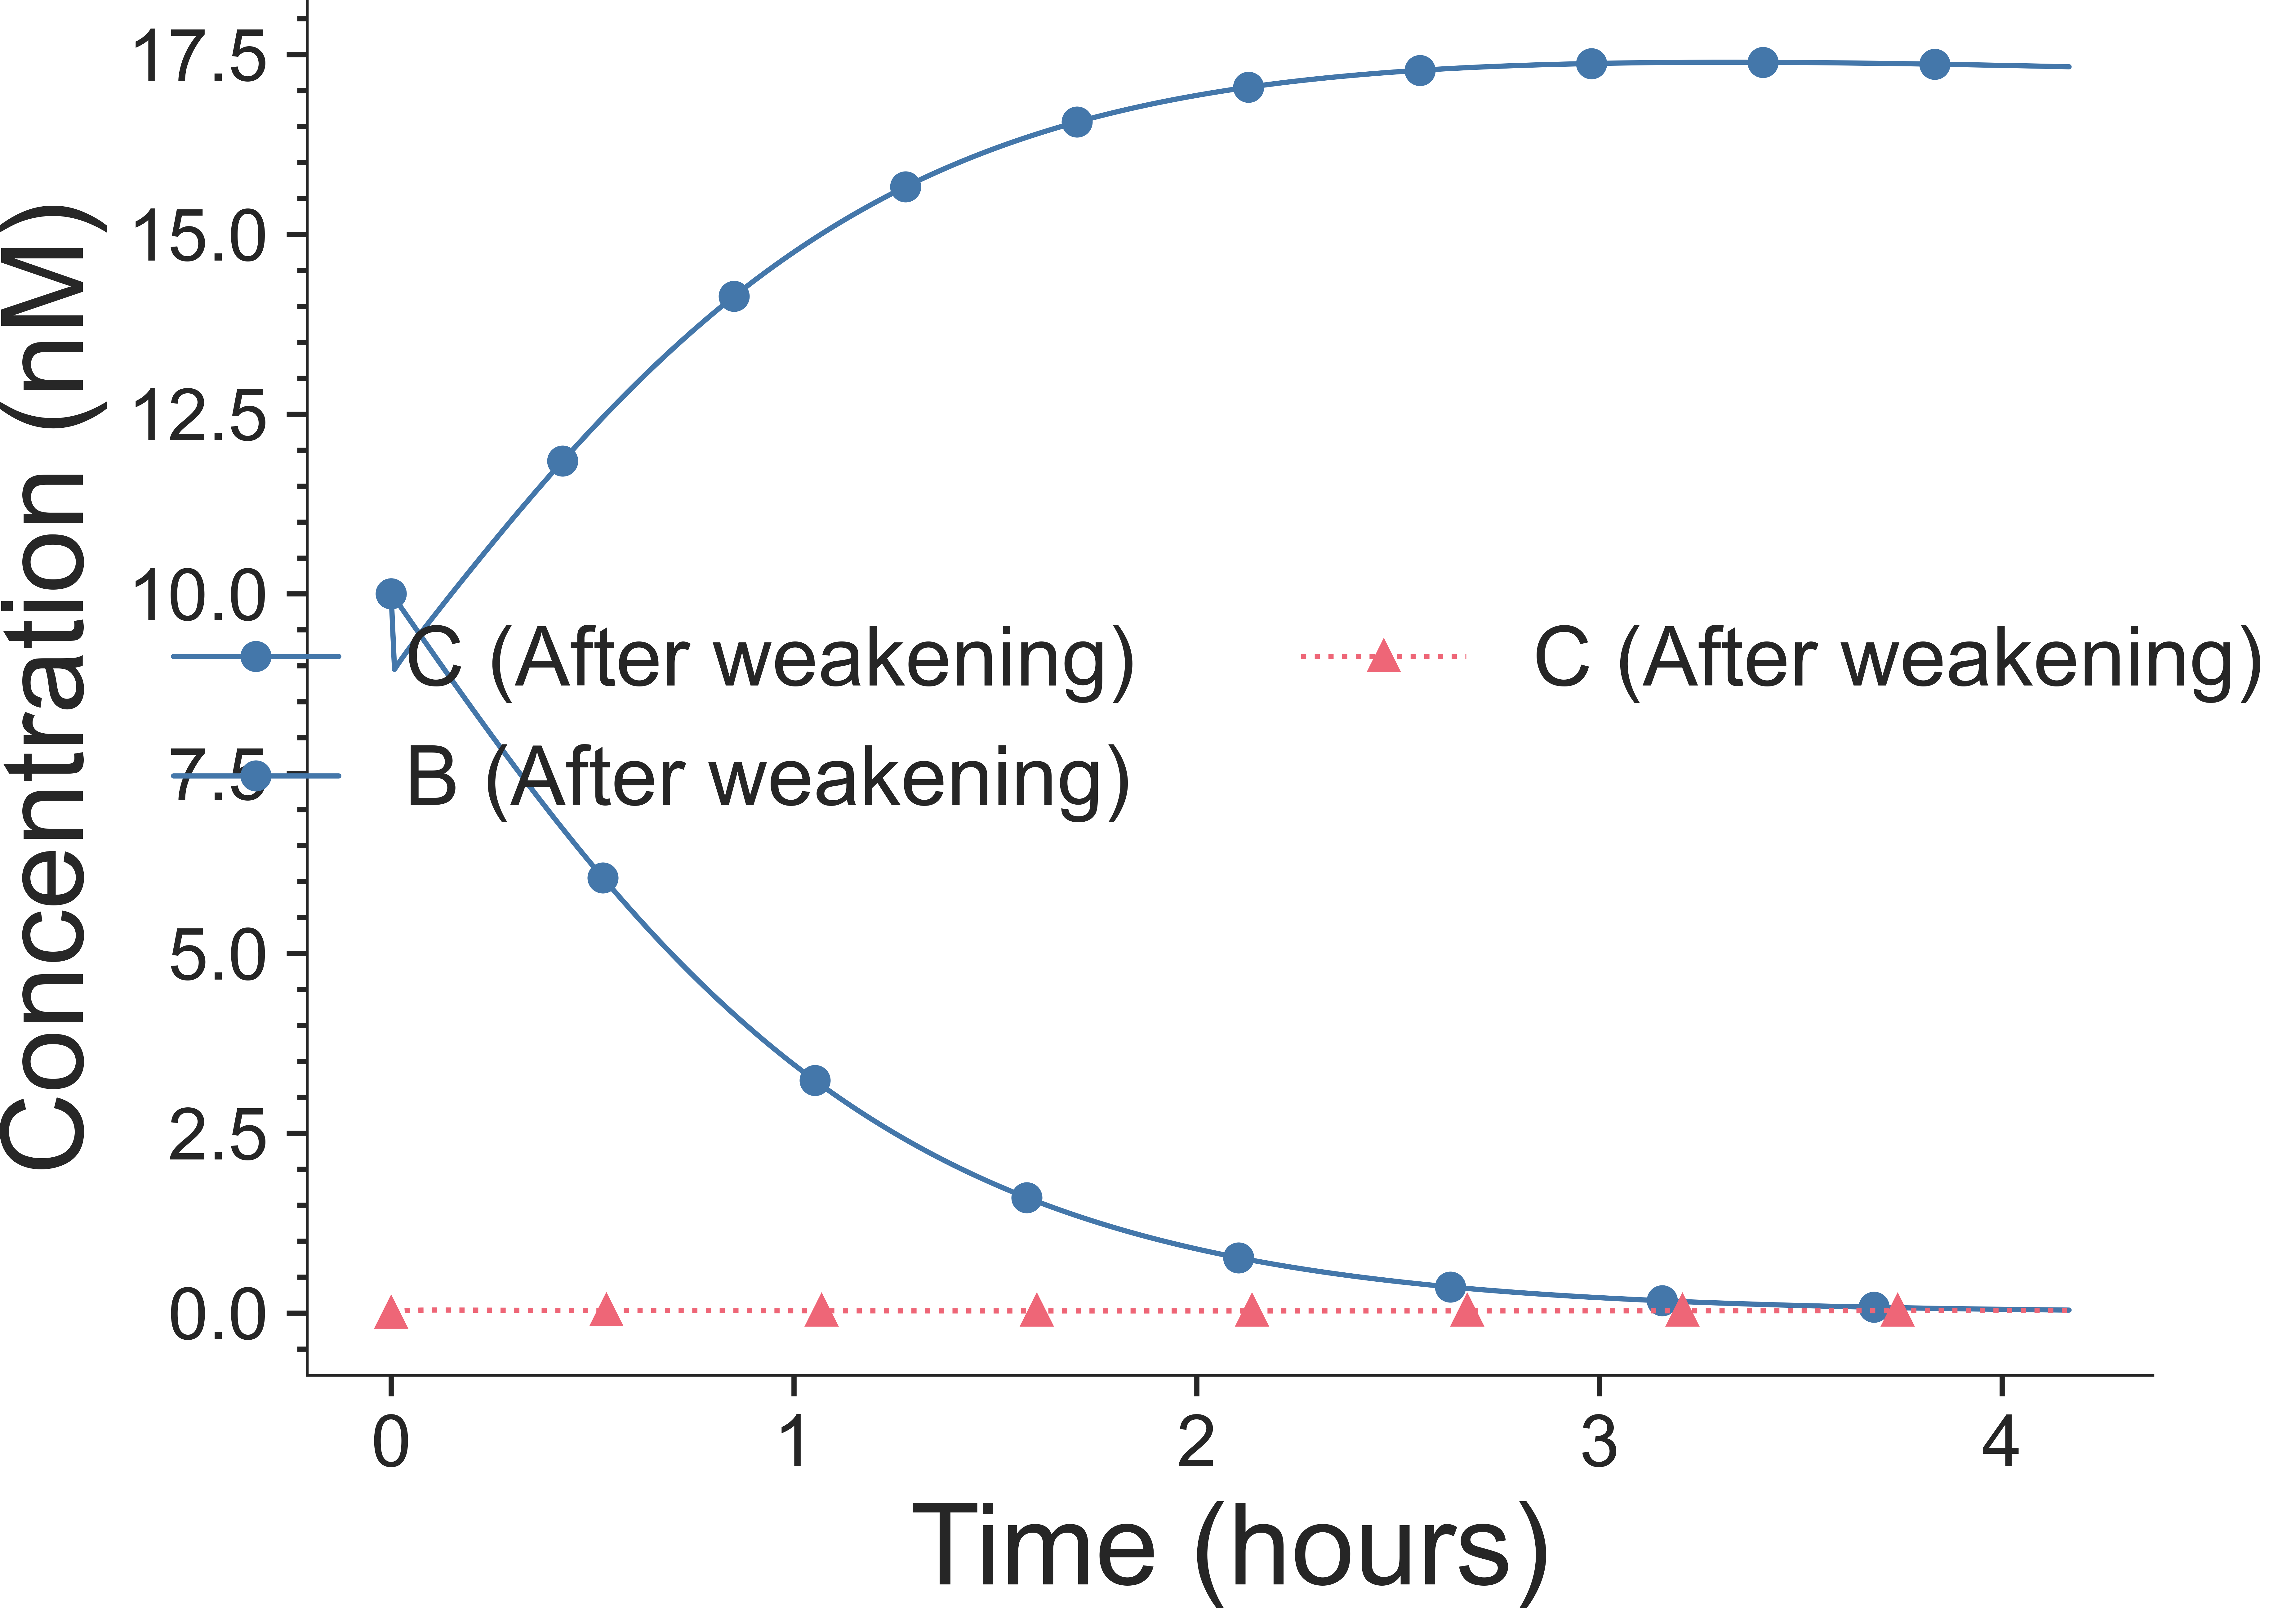 Concentration (nM)
17.5
15.0
12.5
10.0
7.5
5.0
2.5
0.0
C (After weakening)
B (After weakening)
C (After weakening)
0 1 2 3 4
Time (hours)